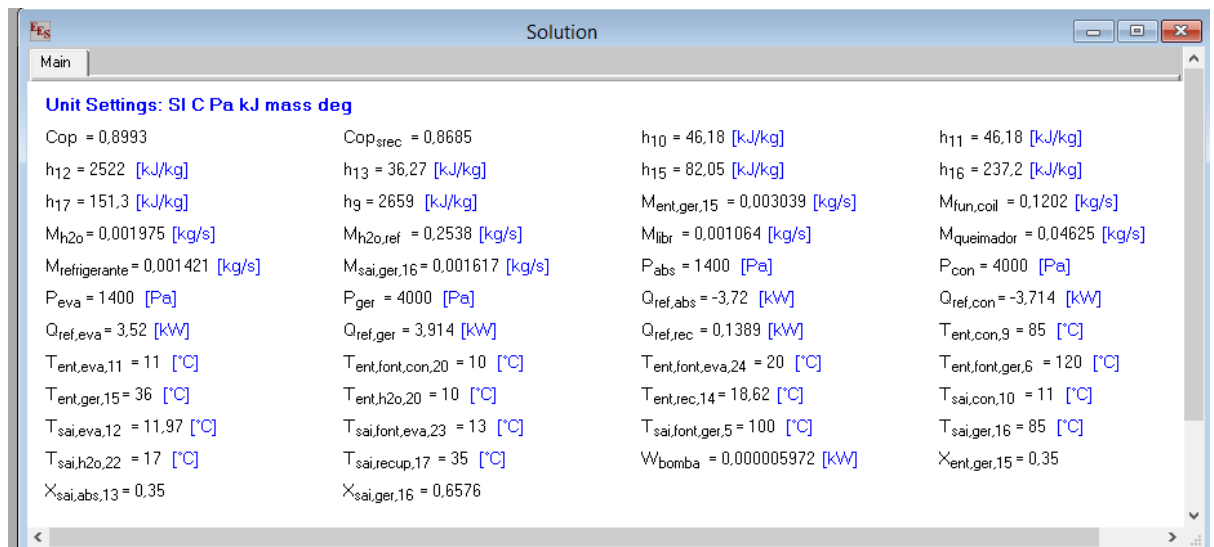 EES Solution
Main
Unit Settings: SI C Pa kJ mass deg
Cop = 0,8993 Cop_srec = 0,8685 h_10 = 46,18 [kJ/kg] h_11 = 46,18 [kJ/kg]
h_12 = 2522 [kJ/kg] h_13 = 36,27 [kJ/kg] h_15 = 82,05 [kJ/kg] h_16 = 237,2 [kJ/kg]
h_17 = 151,3 [kJ/kg] h_9 = 2659 [kJ/kg] M_ent,ger,15 = 0,003039 [kg/s] M_fun,coil = 0,1202 [kg/s]
M_h2o = 0,001975 [kg/s] M_h2o,ref = 0,2538 [kg/s] M_libr = 0,001064 [kg/s] M_queimador = 0,04625 [kg/s]
M_refrigerante = 0,001421 [kg/s] M_sai,ger,16 = 0,001617 [kg/s] P_abs = 1400 [Pa] P_con = 4000 [Pa]
P_eva = 1400 [Pa] P_ger = 4000 [Pa] Q_ref,abs = -3,72 [kW] Q_ref,con = -3,714 [kW]
Q_ref,eva = 3,52 [kW] Q_ref,ger = 3,914 [kW] Q_ref,rec = 0,1389 [kW] T_ent,con,9 = 85 [°C]
T_ent,eva,11 = 11 [°C] T_ent,font,con,20 = 10 [°C] T_ent,font,eva,24 = 20 [°C] T_ent,font,ger,6 = 120 [°C]
T_ent,ger,15 = 36 [°C] T_ent,h2o,20 = 10 [°C] T_ent,rec,14 = 18,62 [°C] T_sai,con,10 = 11 [°C]
T_sai,eva,12 = 11,97 [°C] T_sai,font,eva,23 = 13 [°C] T_sai,font,ger,5 = 100 [°C] T_sai,ger,16 = 85 [°C]
T_sai,h2o,22 = 17 [°C] T_sai,recup,17 = 35 [°C] W_bomba = 0,000005972 [kW] X_ent,ger,15 = 0,35
X_sai,abs,13 = 0,35 X_sai,ger,16 = 0,6576